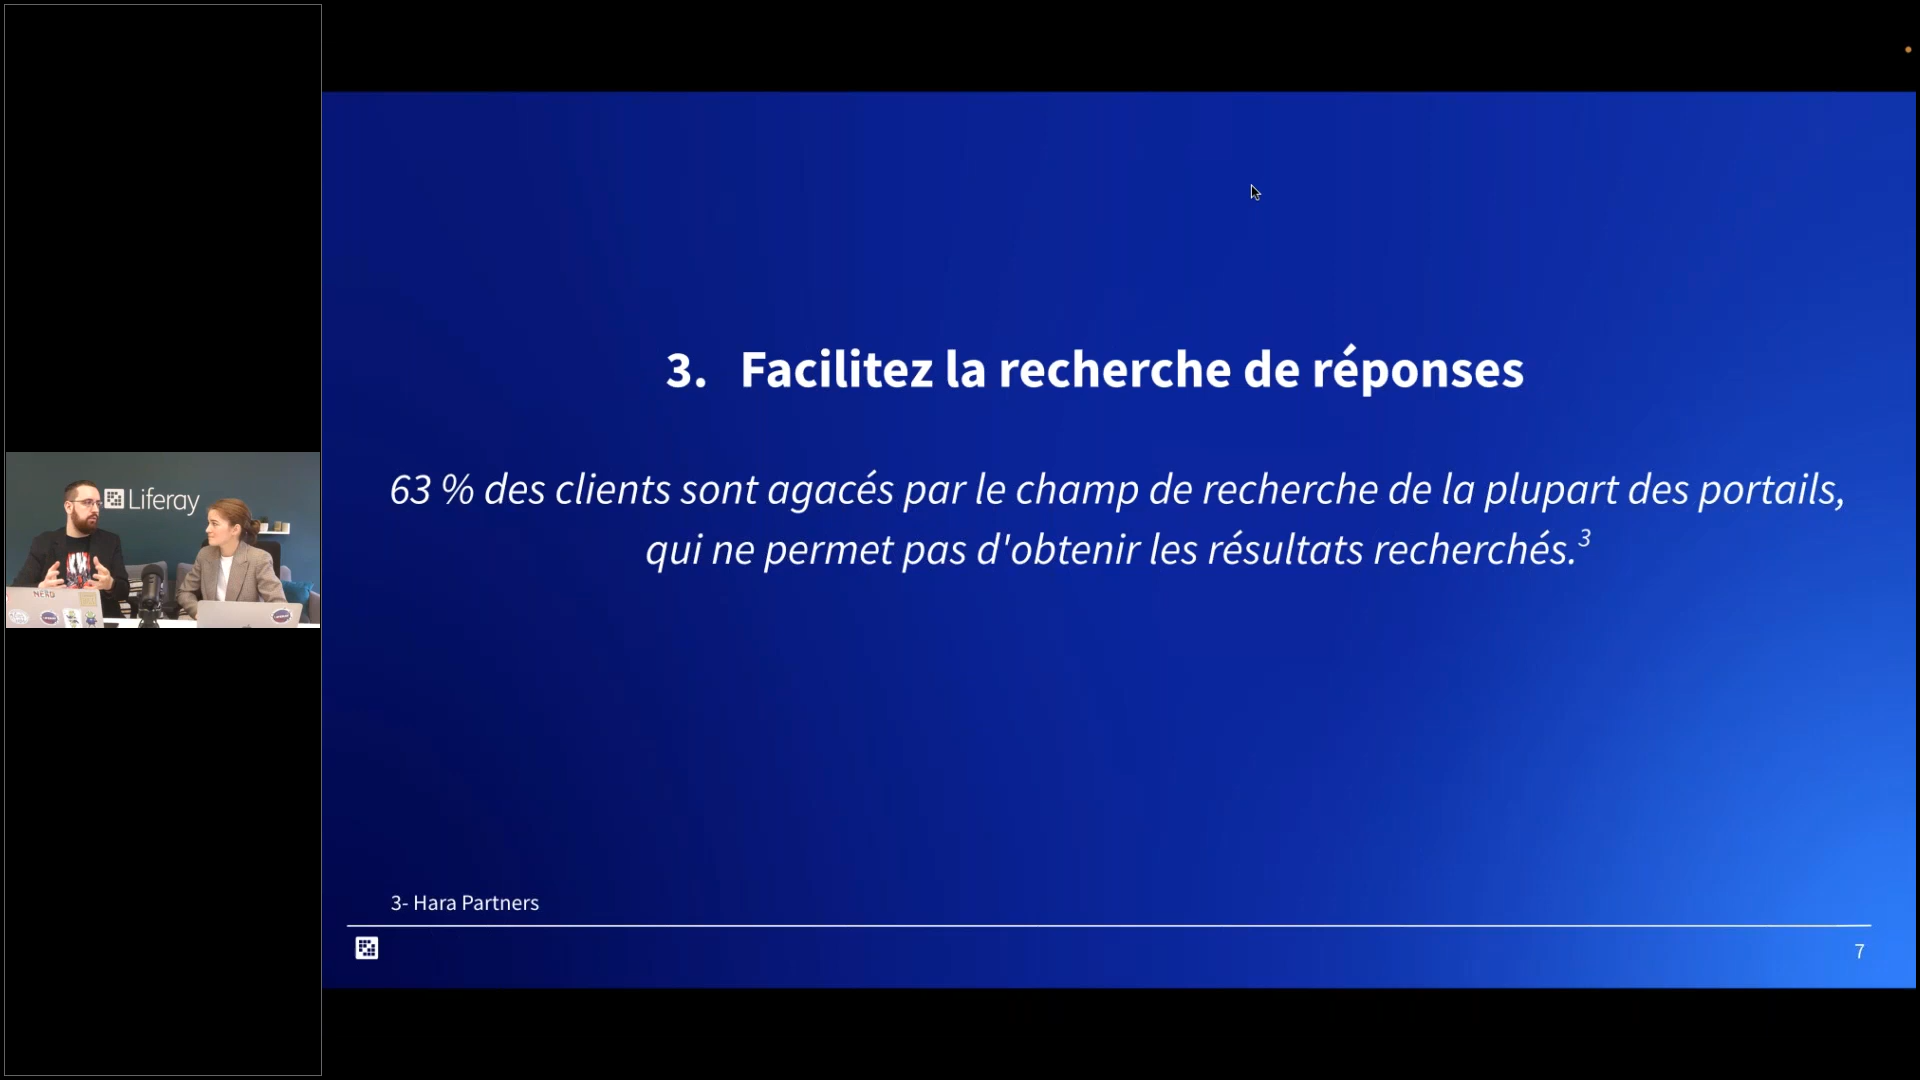 Liferay
NERD
3. Facilitez la recherche de réponses
63 % des clients sont agacés par le champ de recherche de la plupart des portails,
qui ne permet pas d'obtenir les résultats recherchés.3
3- Hara Partners
7